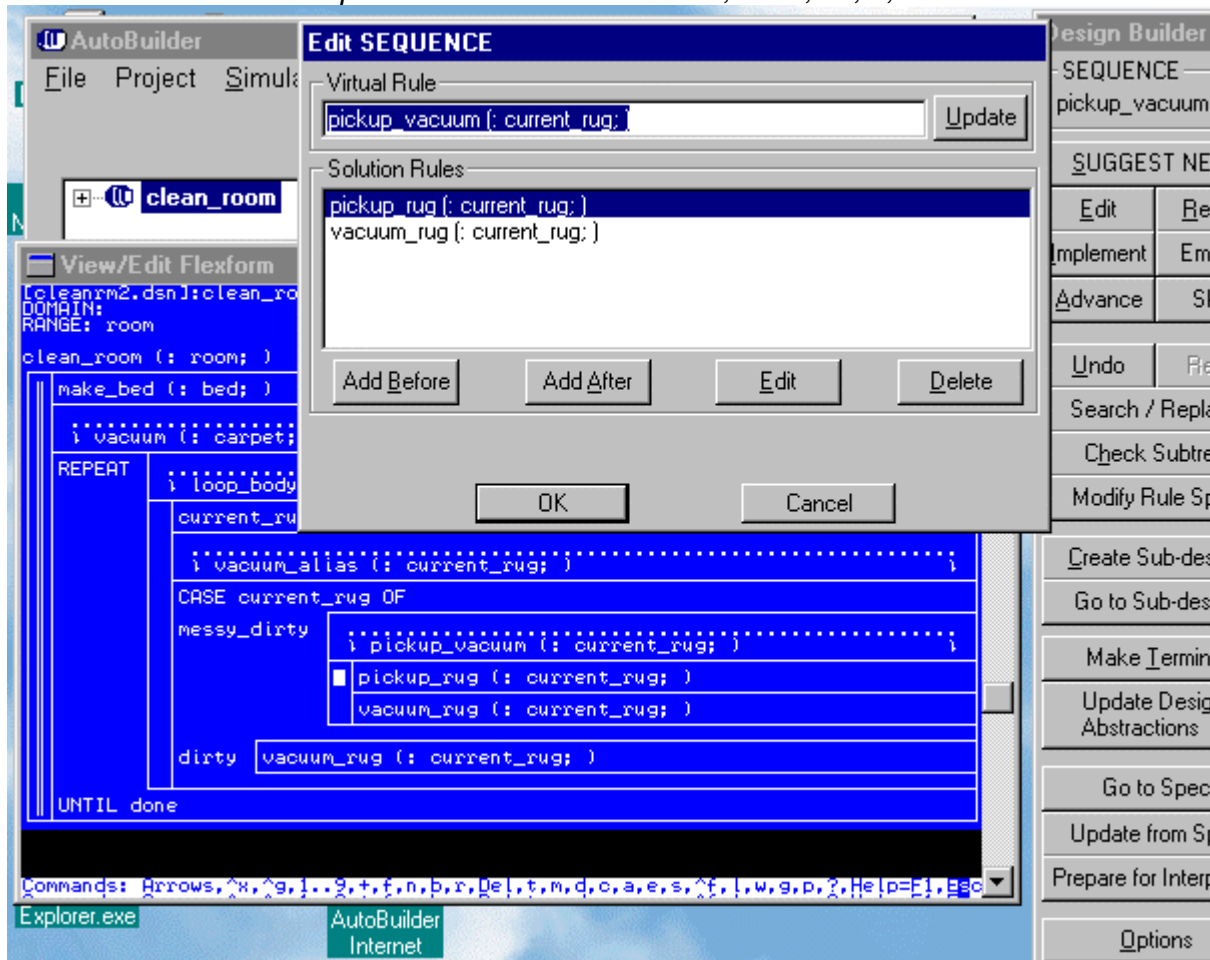 AutoBuilder
File Project Simula
clean_room
Edit SEQUENCE
Virtual Rule
pickup_vacuum (: current_rug; )
Update
Solution Rules
pickup_rug (: current_rug; )
vacuum_rug (: current_rug; )
Add Before Add After Edit Delete
OK Cancel
View/Edit Flexform
[cleanrm2.dsn]:clean_ro
DOMAIN:
RANGE: room
clean_room (: room; )
make_bed (: bed; )
vacuum (: carpet;
REPEAT
loop_body
current_ru
vacuum_alias (: current_rug; )
CASE current_rug OF
messy_dirty
pickup_vacuum (: current_rug; )
pickup_rug (: current_rug; )
vacuum_rug (: current_rug; )
dirty vacuum_rug (: current_rug; )
UNTIL done
Commands: Arrows,^x,^g,1..9,+,f,n,b,r,Del,t,m,d,c,a,e,s,^f,l,w,g,p,?,Help=F1,Esc
Explorer.exe
AutoBuilder
Internet
Design Builder
SEQUENCE
pickup_vacuum
SUGGEST NE
Edit Re
Implement Em
Advance
Undo Re
Search / Repla
Check Subtre
Modify Rule Sp
Create Sub-des
Go to Sub-des
Make Termin
Update Desig
Abstractions
Go to Spec
Update from Sp
Prepare for Interp
Options